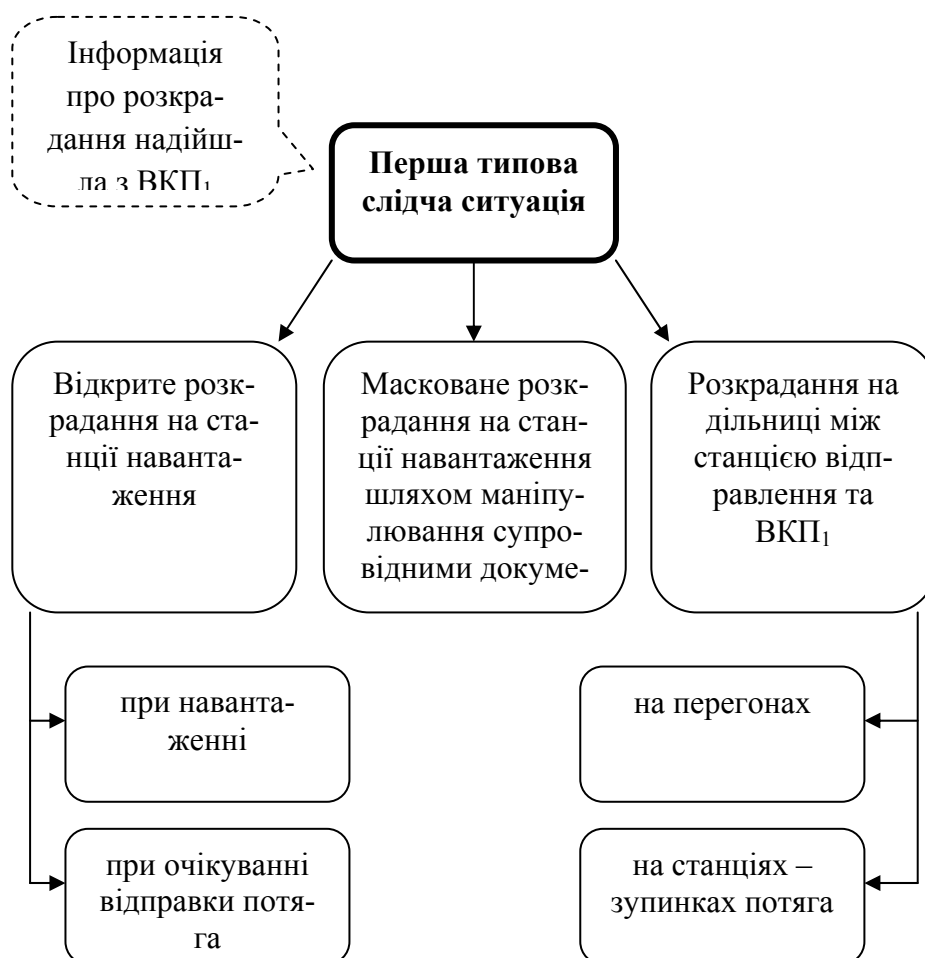 Інформація
про розкра-
дання надійш-
ла з ВКП₁
Перша типова
слідча ситуація
Відкрите розк-
радання на ста-
нції наванта-
ження
Масковане розк-
радання на стан-
ції навантаження
шляхом маніпу-
лювання супро-
відними докуме-
Розкрадання на
дільниці між
станцією відп-
равлення та
ВКП₁
при наванта-
женні
на перегонах
при очікуванні
відправки потя-
га
на станціях –
зупинках потяга